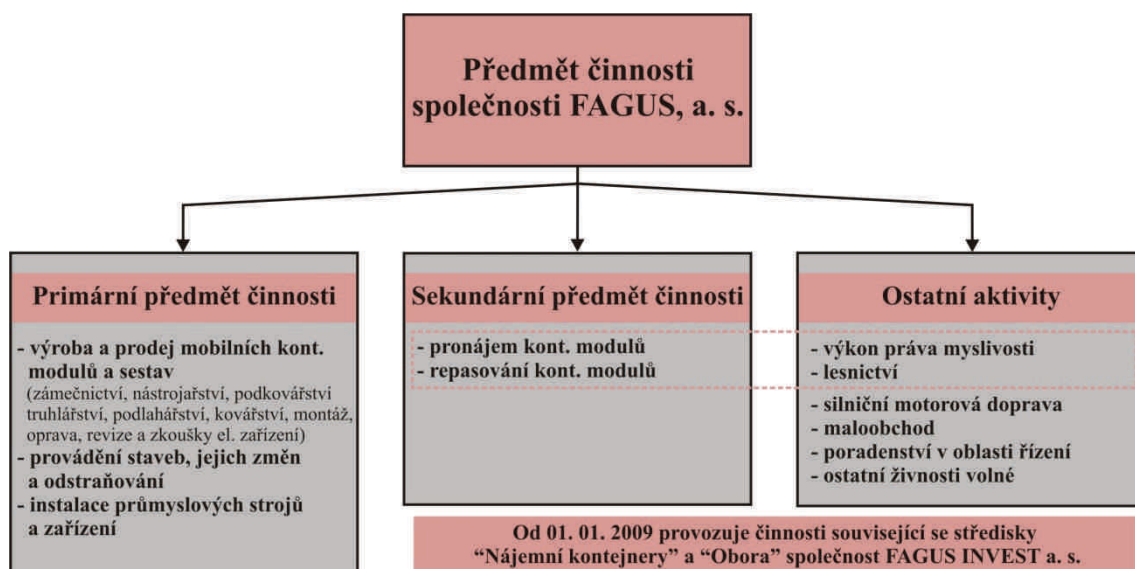 Předmět činnosti
společnosti FAGUS, a. s.
Primární předmět činnosti
- výroba a prodej mobilních kont.
modulů a sestav
(zámečnictví, nástrojařství, podkovářství
truhlářství, podlahářství, kovářství, montáž,
oprava, revize a zkoušky el. zařízení)
- provádění staveb, jejich změn
a odstraňování
- instalace průmyslových strojů
a zařízení
Sekundární předmět činnosti
- pronájem kont. modulů
- repasování kont. modulů
Ostatní aktivity
- výkon práva myslivosti
- lesnictví
- silniční motorová doprava
- maloobchod
- poradenství v oblasti řízení
- ostatní živnosti volné
Od 01. 01. 2009 provozuje činnosti související se středisky
“Nájemní kontejnery” a “Obora” společnost FAGUS INVEST a. s.